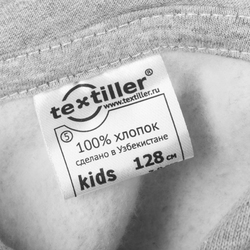 textiller®
www.textiller.ru
5
100% хлопок
сделано в Узбекистане
kids 128 см